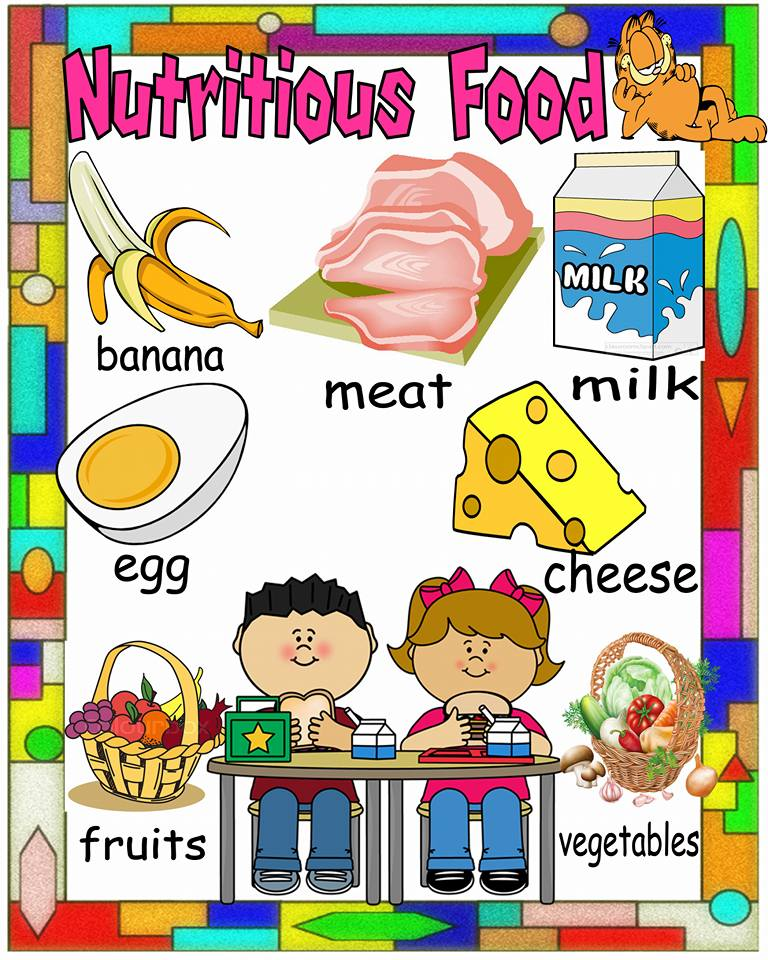 Nutritious Food
MILK
banana
meat
milk
egg
cheese
fruits
vegetables